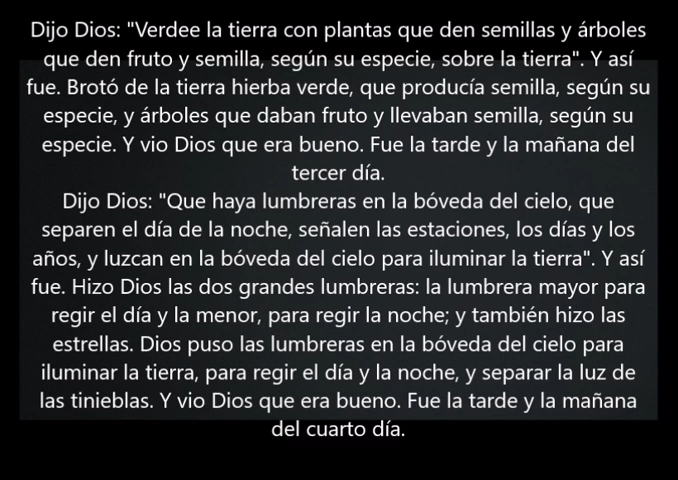 Dijo Dios: "Verdee la tierra con plantas que den semillas y árboles
que den fruto y semilla, según su especie, sobre la tierra". Y así
fue. Brotó de la tierra hierba verde, que producía semilla, según su
especie, y árboles que daban fruto y llevaban semilla, según su
especie. Y vio Dios que era bueno. Fue la tarde y la mañana del
tercer día.
Dijo Dios: "Que haya lumbreras en la bóveda del cielo, que
separen el día de la noche, señalen las estaciones, los días y los
años, y luzcan en la bóveda del cielo para iluminar la tierra". Y así
fue. Hizo Dios las dos grandes lumbreras: la lumbrera mayor para
regir el día y la menor, para regir la noche; y también hizo las
estrellas. Dios puso las lumbreras en la bóveda del cielo para
iluminar la tierra, para regir el día y la noche, y separar la luz de
las tinieblas. Y vio Dios que era bueno. Fue la tarde y la mañana
del cuarto día.